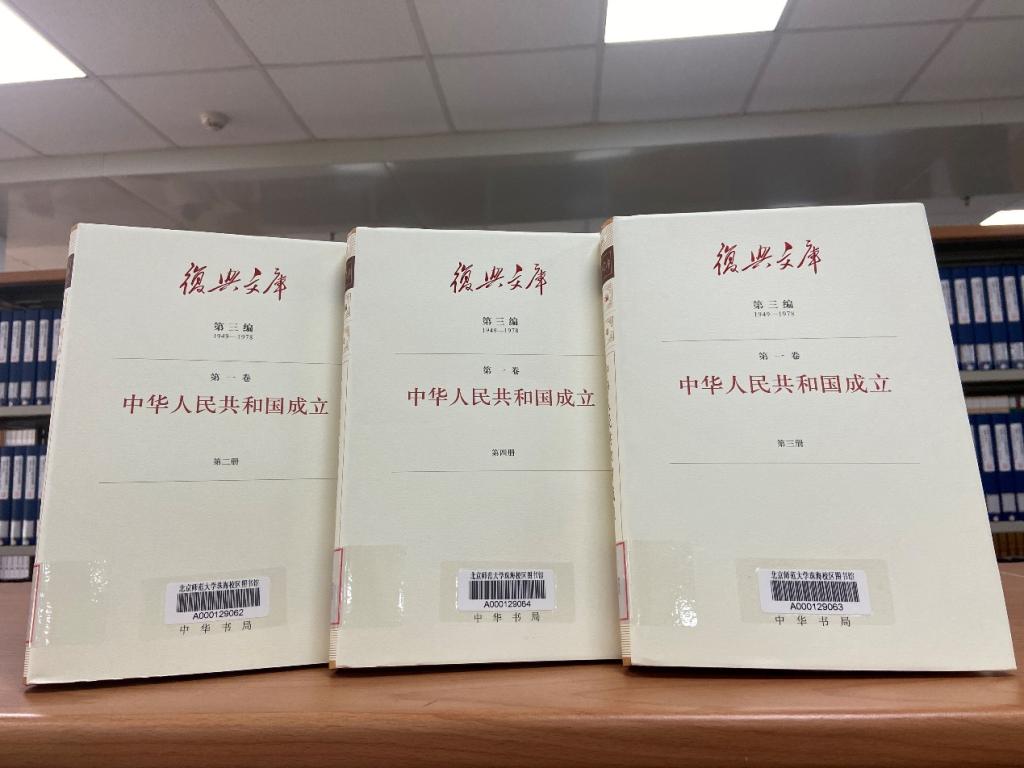 復興文庫
第三编
1949—1978
第一卷
中华人民共和国成立
第二册
北京师范大学珠海校区图书馆
A000129062
中华书局
復興文庫
第三编
1949—1978
第一卷
中华人民共和国成立
第四册
北京师范大学珠海校区图书馆
A000129064
中华书局
復興文庫
第三编
1949—1978
第一卷
中华人民共和国成立
第三册
北京师范大学珠海校区图书馆
A000129063
中华书局